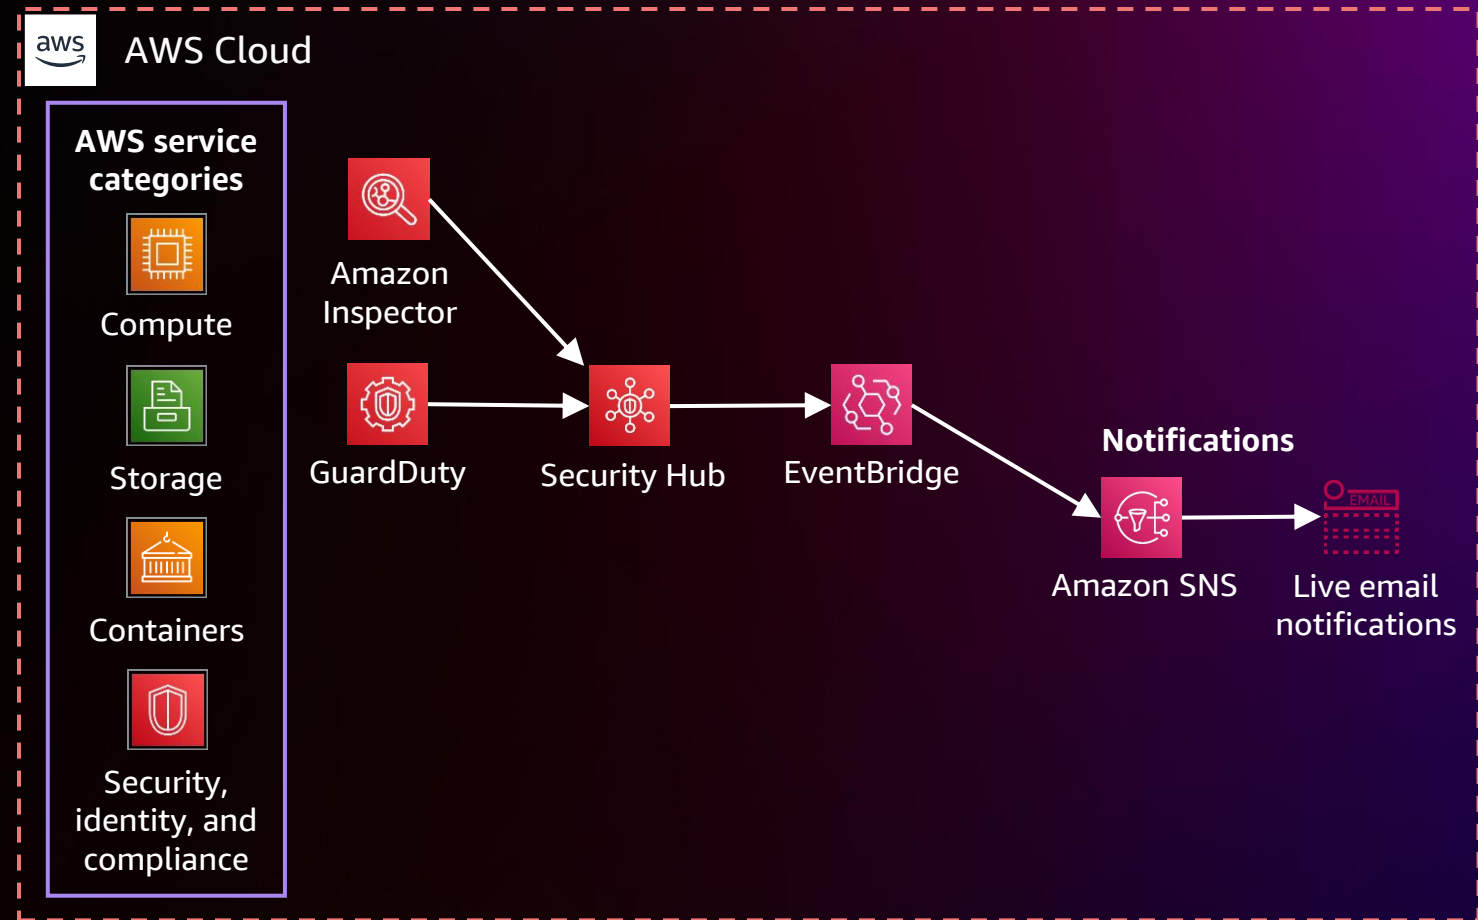 aws
AWS Cloud
AWS service
categories
Compute
Storage
Containers
Security,
identity, and
compliance
Amazon
Inspector
GuardDuty
Security Hub
EventBridge
Notifications
Amazon SNS
EMAIL
Live email
notifications